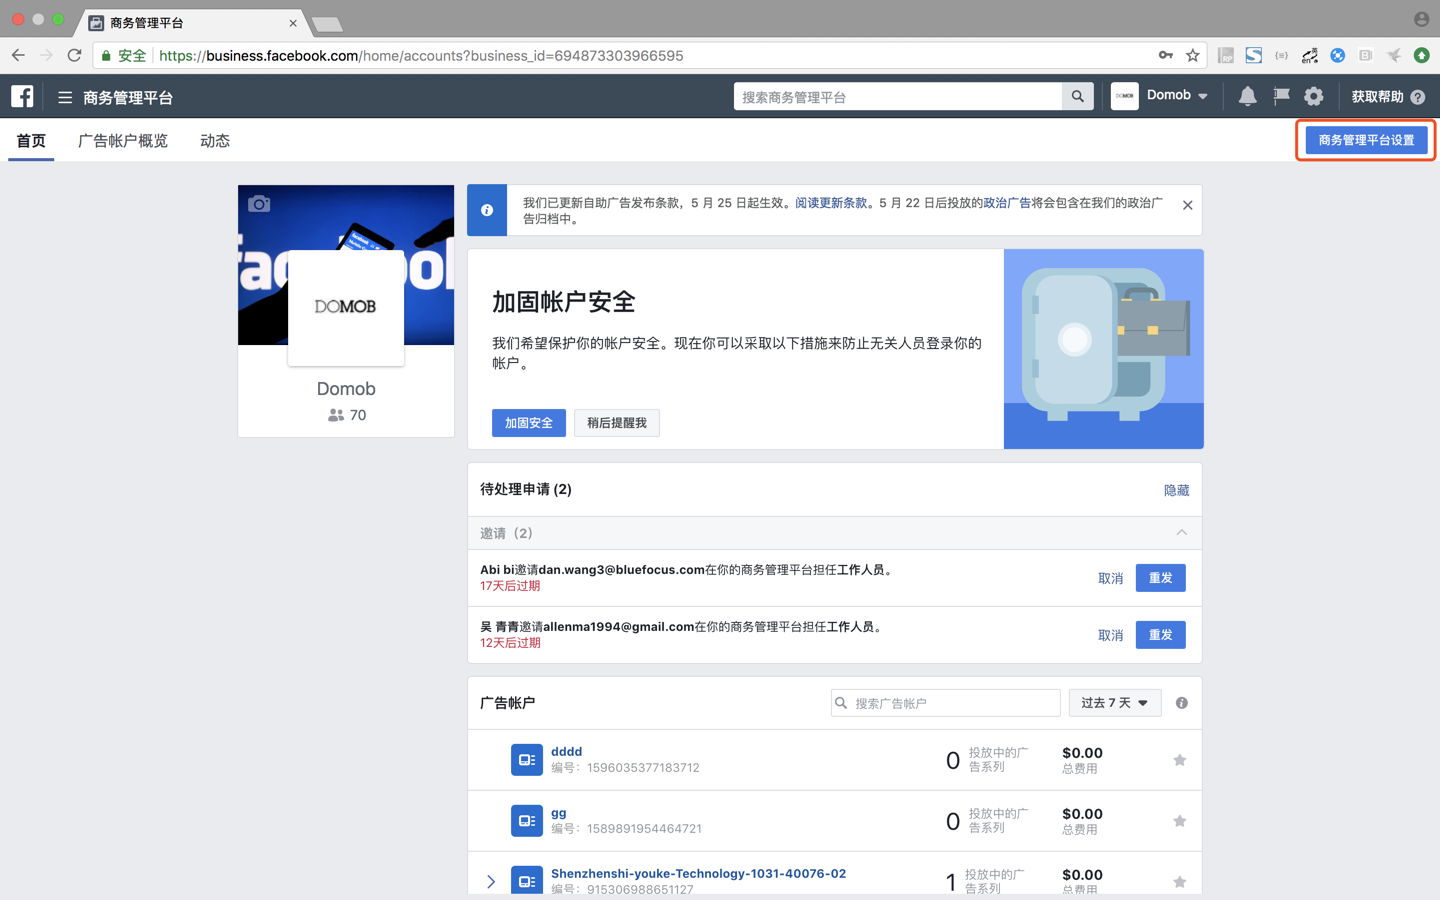 商务管理平台
安全 https://business.facebook.com/home/accounts?business_id=694873303966595
商务管理平台
搜索商务管理平台
DOMOB
Domob
获取帮助
首页
广告帐户概览
动态
商务管理平台设置
我们已更新自助广告发布条款，5 月 25 日起生效。阅读更新条款。5 月 22 日后投放的政治广告将会包含在我们的政治广
告归档中。
DOMOB
Domob
70
加固帐户安全
我们希望保护你的帐户安全。现在你可以采取以下措施来防止无关人员登录你的
帐户。
加固安全
稍后提醒我
待处理申请 (2)
隐藏
邀请（2）
Abi bi邀请dan.wang3@bluefocus.com在你的商务管理平台担任工作人员。
17天后过期
取消
重发
吴 青青邀请allenma1994@gmail.com在你的商务管理平台担任工作人员。
12天后过期
取消
重发
广告帐户
搜索广告帐户
过去 7 天
dddd
编号：1596035377183712
0
投放中的广
告系列
$0.00
总费用
gg
编号：1589891954464721
0
投放中的广
告系列
$0.00
总费用
Shenzhenshi-youke-Technology-1031-40076-02
编号：915306988651127
1
投放中的广
告系列
$0.00
总费用